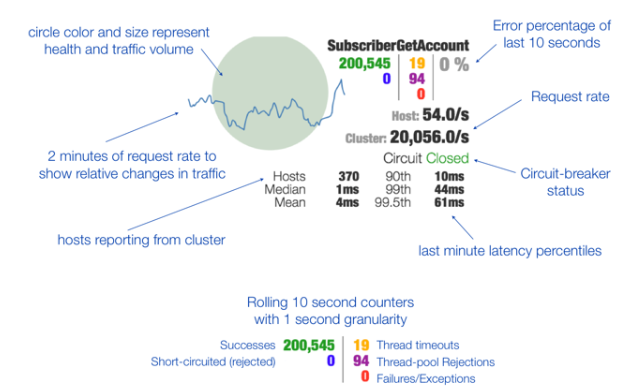 circle color and size represent
health and traffic volume
SubscriberGetAccount
200,545 19 0 %
0 94
0
Error percentage of
last 10 seconds
Host: 54.0/s
Request rate
Cluster: 20,056.0/s
Circuit Closed
2 minutes of request rate to
show relative changes in traffic
Hosts 370 90th 10ms
Median 1ms 99th 44ms
Mean 4ms 99.5th 61ms
Circuit-breaker
status
hosts reporting from cluster
last minute latency percentiles
Rolling 10 second counters
with 1 second granularity
Successes 200,545 19 Thread timeouts
Short-circuited (rejected) 0 94 Thread-pool Rejections
0 Failures/Exceptions